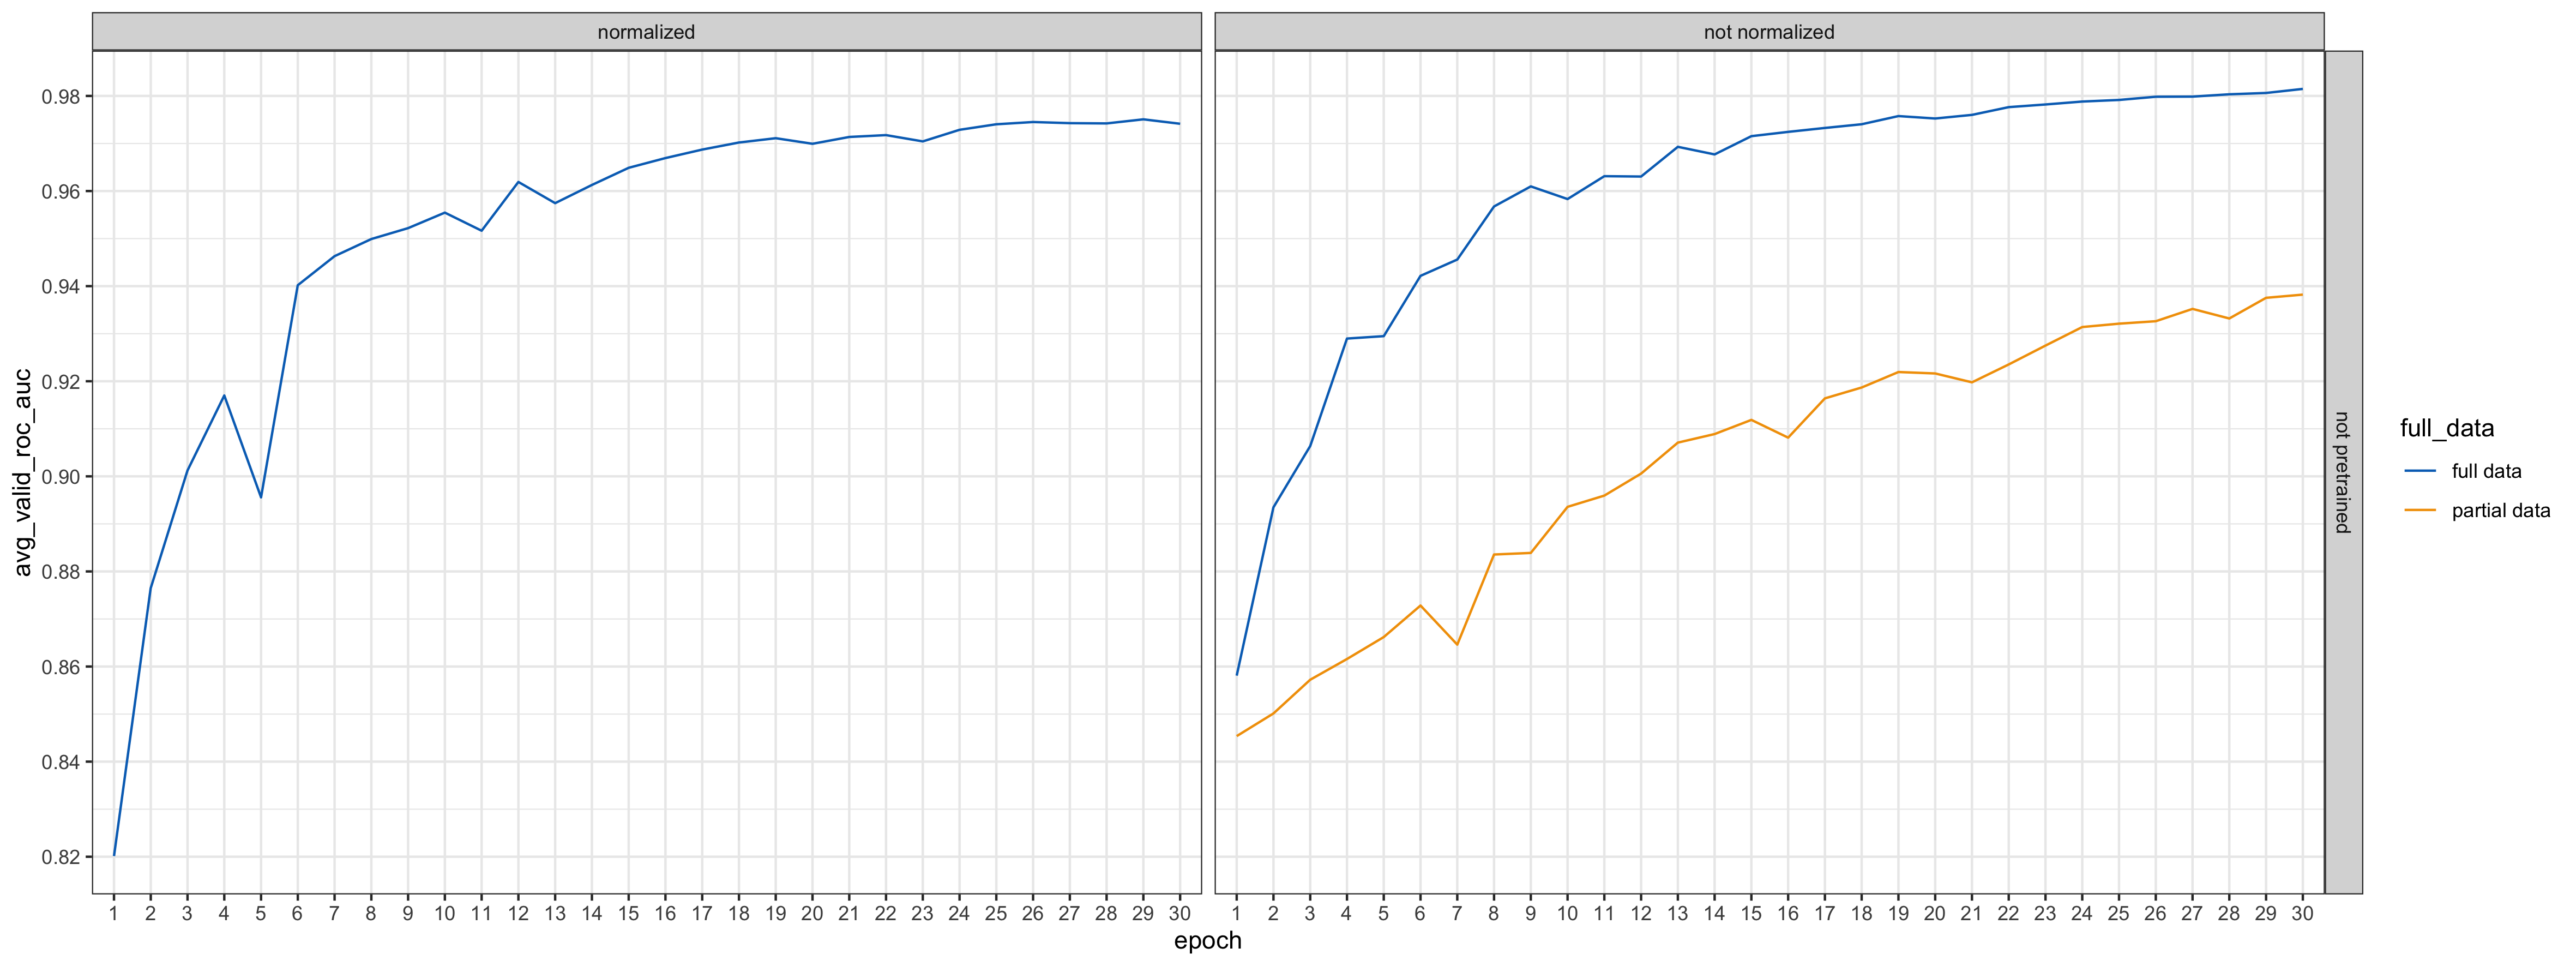 normalized
not normalized
avg_valid_roc_auc
0.98
0.96
0.94
0.92
0.90
0.88
0.86
0.84
0.82
1 2 3 4 5 6 7 8 9 10 11 12 13 14 15 16 17 18 19 20 21 22 23 24 25 26 27 28 29 30
1 2 3 4 5 6 7 8 9 10 11 12 13 14 15 16 17 18 19 20 21 22 23 24 25 26 27 28 29 30
epoch
not pretrained
full_data
full data
partial data